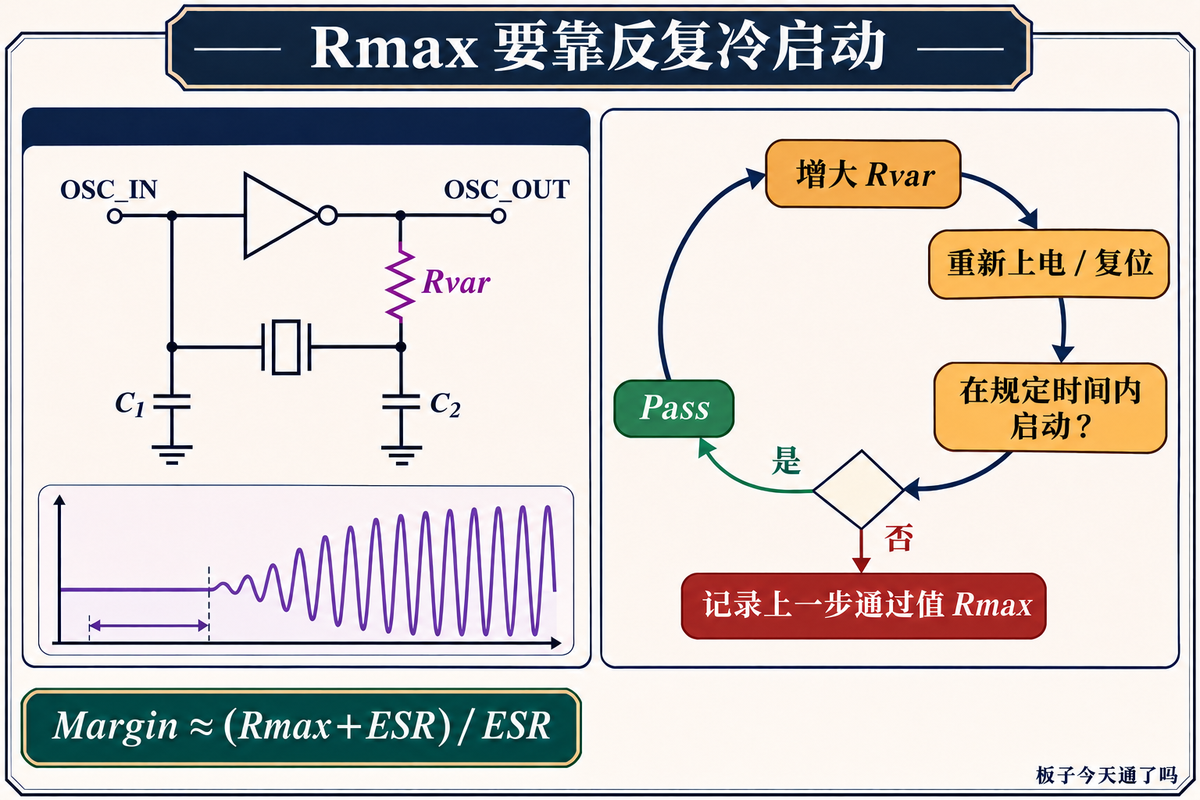 Rmax 要靠反复冷启动
OSC_IN
OSC_OUT
Rvar
C1
C2
增大 Rvar
重新上电 / 复位
在规定时间内
启动？
Pass
是
否
记录上一步通过值 Rmax
Margin ≈ (Rmax+ESR) / ESR
板子今天通了吗